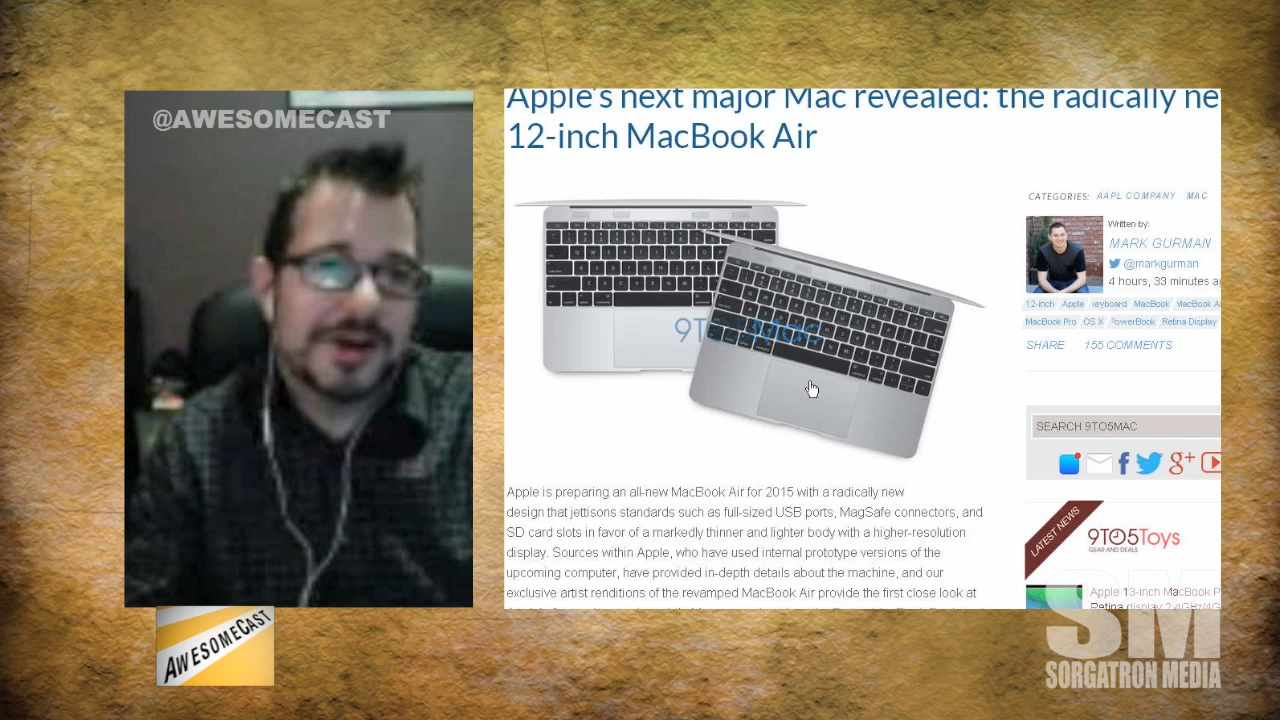 @AWESOMECAST
AWESOMECAST
Apple's next major Mac revealed: the radically ne
12-inch MacBook Air
9TO5Mac
CATEGORIES: AAPL COMPANY MAC
Written by:
MARK GURMAN
@markgurman
4 hours, 33 minutes ag
12-inch Apple keyboard MacBook MacBook Ai
MacBook Pro OS X PowerBook Retina Display
SHARE 155 COMMENTS
SEARCH 9TO5MAC
Apple is preparing an all-new MacBook Air for 2015 with a radically new
design that jettisons standards such as full-sized USB ports, MagSafe connectors, and
SD card slots in favor of a markedly thinner and lighter body with a higher-resolution
display. Sources within Apple, who have used internal prototype versions of the
upcoming computer, have provided in-depth details about the machine, and our
exclusive artist renditions of the revamped MacBook Air provide the first close look at
LATEST NEWS
9TO5Toys
GEAR AND DEALS
Apple 13-inch MacBook P
Retina display 2.4GHz/4G
SM
SORGATRON MEDIA